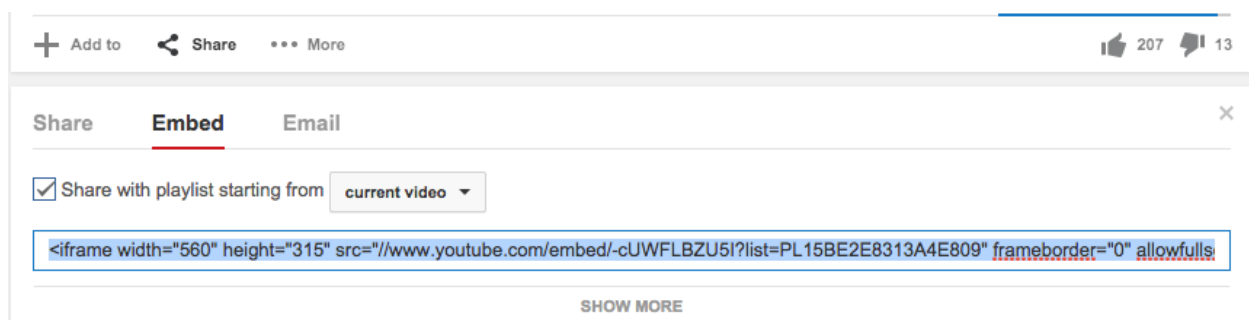 Add to Share More 207 13
Share Embed Email
Share with playlist starting from current video
<iframe width="560" height="315" src="//www.youtube.com/embed/-cUWFLBZU5I?list=PL15BE2E8313A4E809" frameborder="0" allowfulls
SHOW MORE